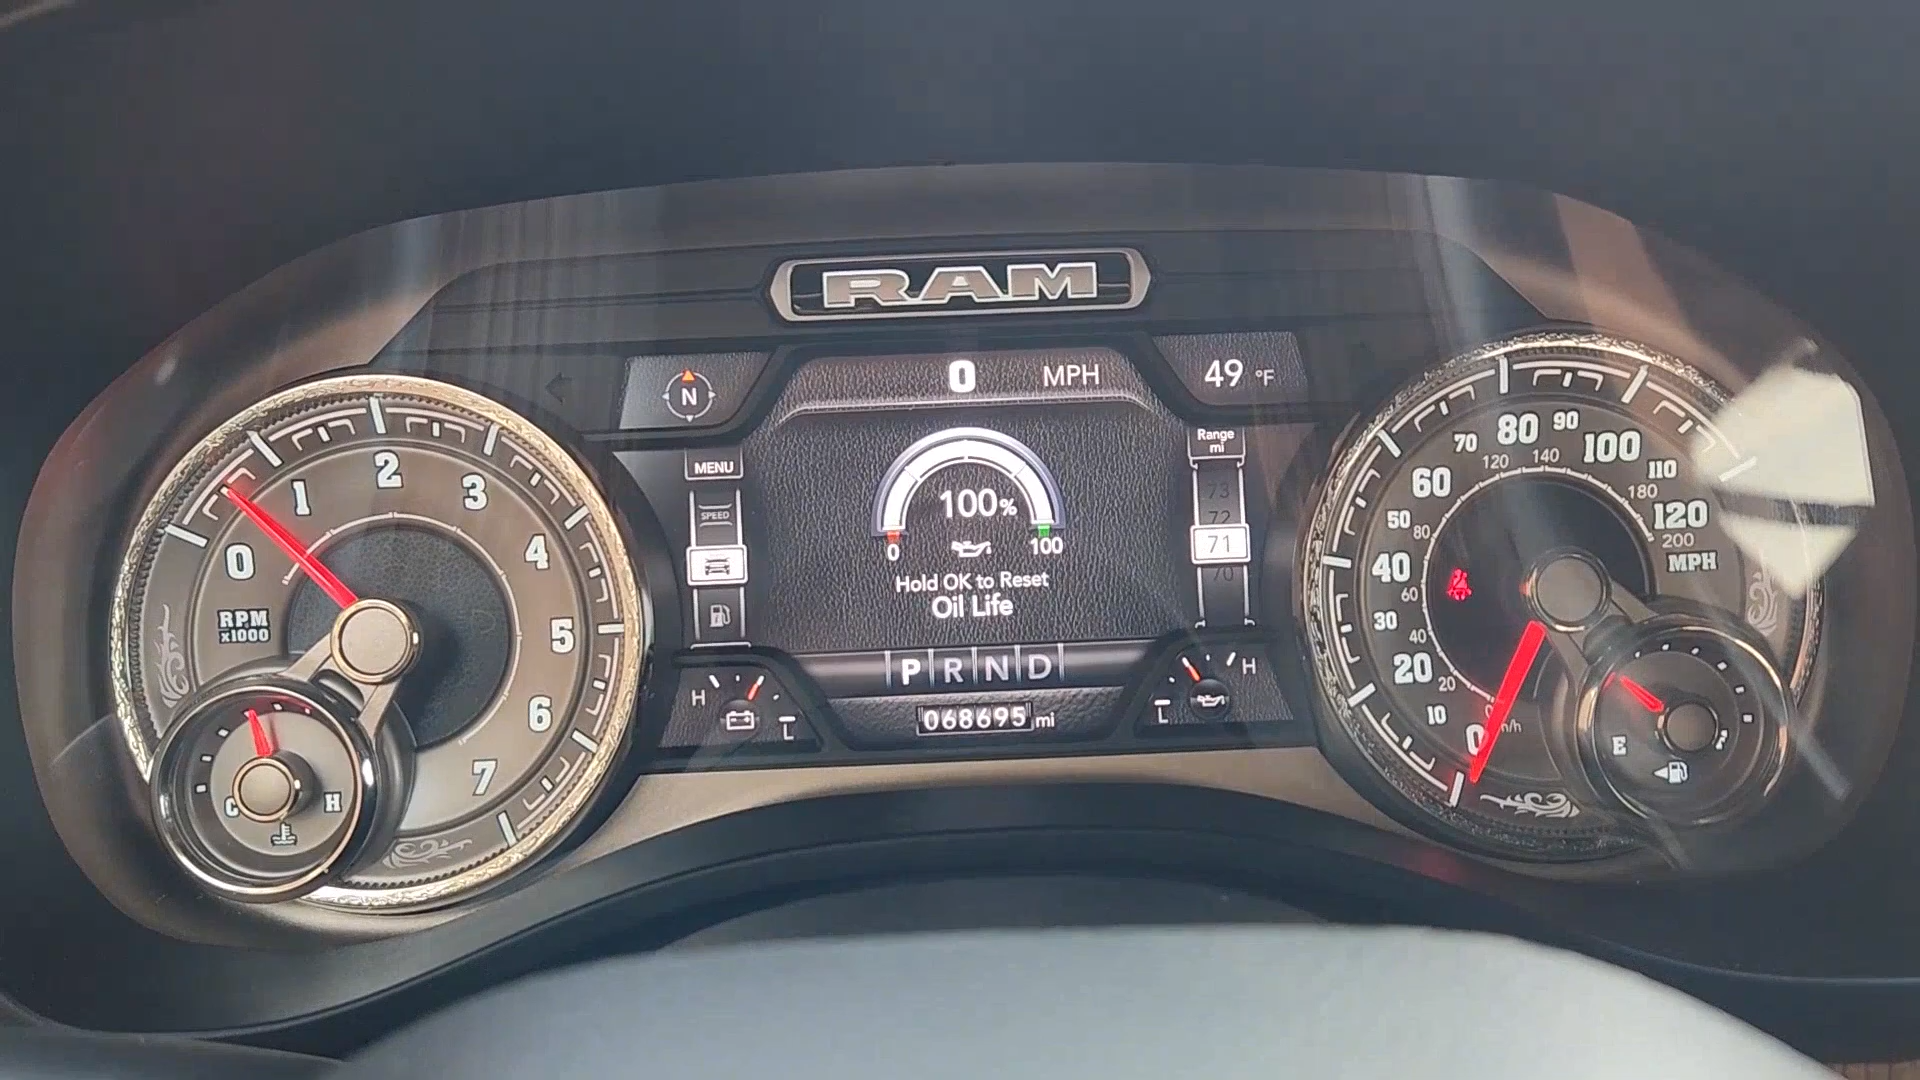 RAM
0 MPH
49 °F
N
MENU
SPEED
Range
mi
73
72
71
70
100%
0
100
Hold OK to Reset
Oil Life
P R N D
068695 mi
H
L
L
H
0
1
2
3
4
5
6
7
RPM
x1000
C
H
0
10
20
30
40
50
60
70
80
90
100
110
120
MPH
20
40
60
80
120
140
180
200
E